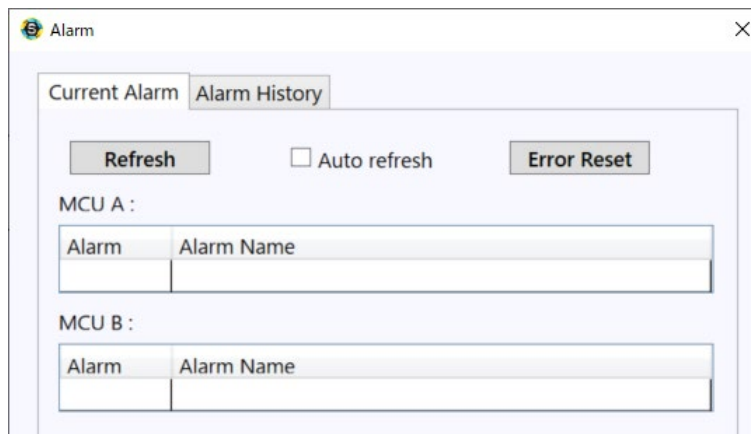 Alarm
Current Alarm Alarm History
Refresh Auto refresh Error Reset
MCU A :
Alarm Alarm Name
MCU B :
Alarm Alarm Name